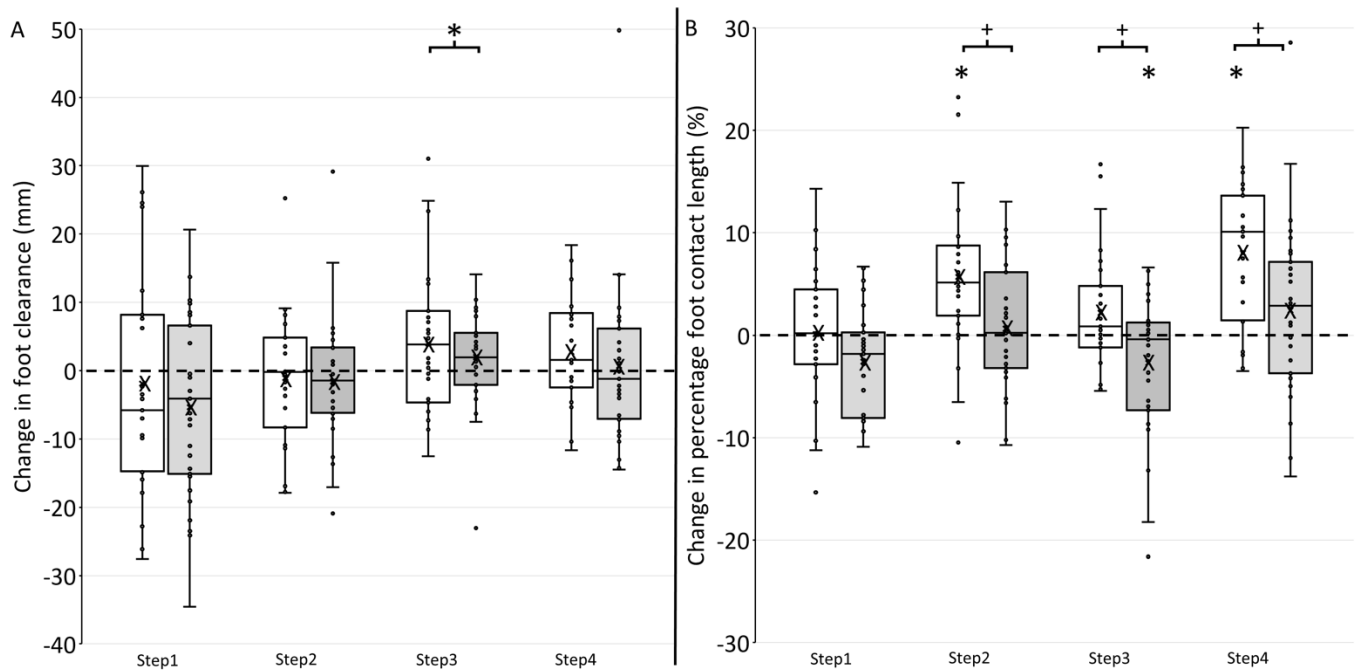 A
Change in foot clearance (mm)
50
40
30
20
10
0
-10
-20
-30
-40
*
Step1 Step2 Step3 Step4
B
Change in percentage foot contact length (%)
30
20
10
0
-10
-20
-30
+ + +
* * *
Step1 Step2 Step3 Step4